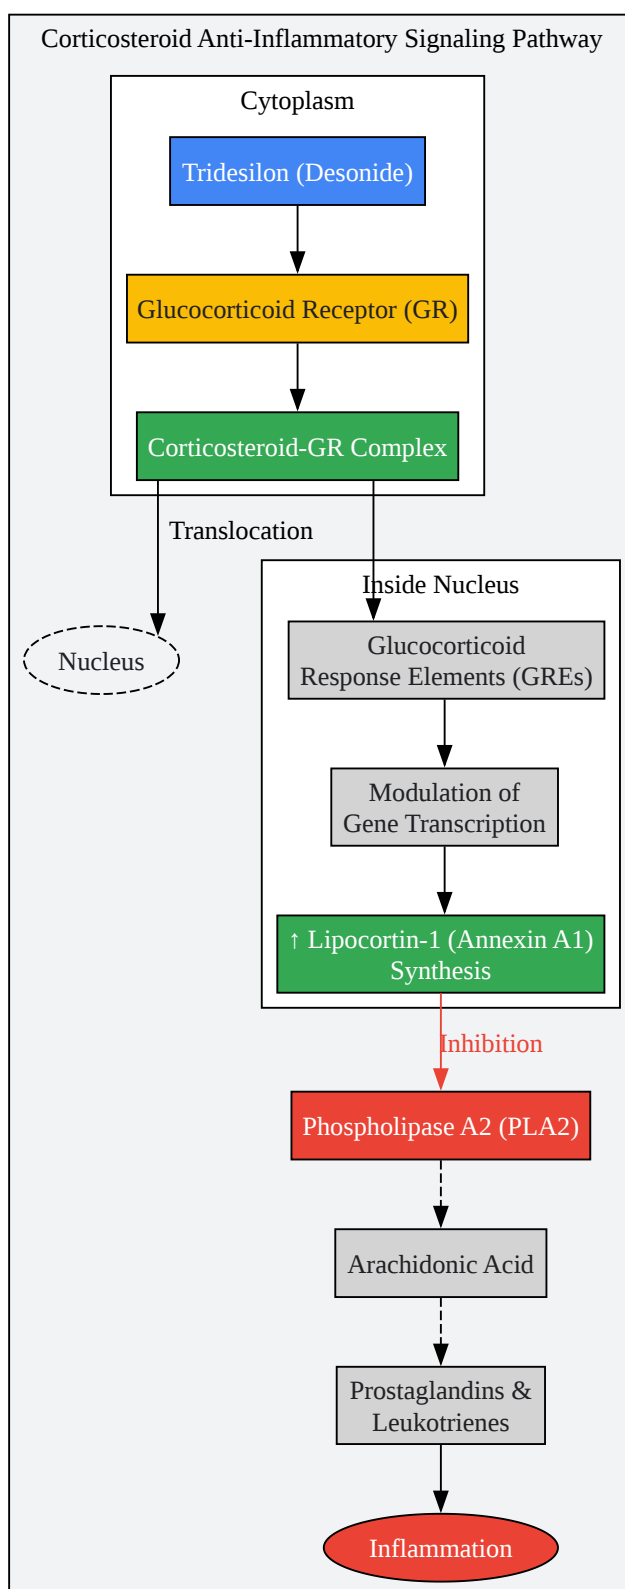 Corticosteroid Anti-Inflammatory Signaling Pathway
Cytoplasm
Tridesilon (Desonide)
Glucocorticoid Receptor (GR)
Corticosteroid-GR Complex
Translocation
Inside Nucleus
Nucleus
Glucocorticoid
Response Elements (GREs)
Modulation of
Gene Transcription
↑ Lipocortin-1 (Annexin A1)
Synthesis
Inhibition
Phospholipase A2 (PLA2)
Arachidonic Acid
Prostaglandins &
Leukotrienes
Inflammation